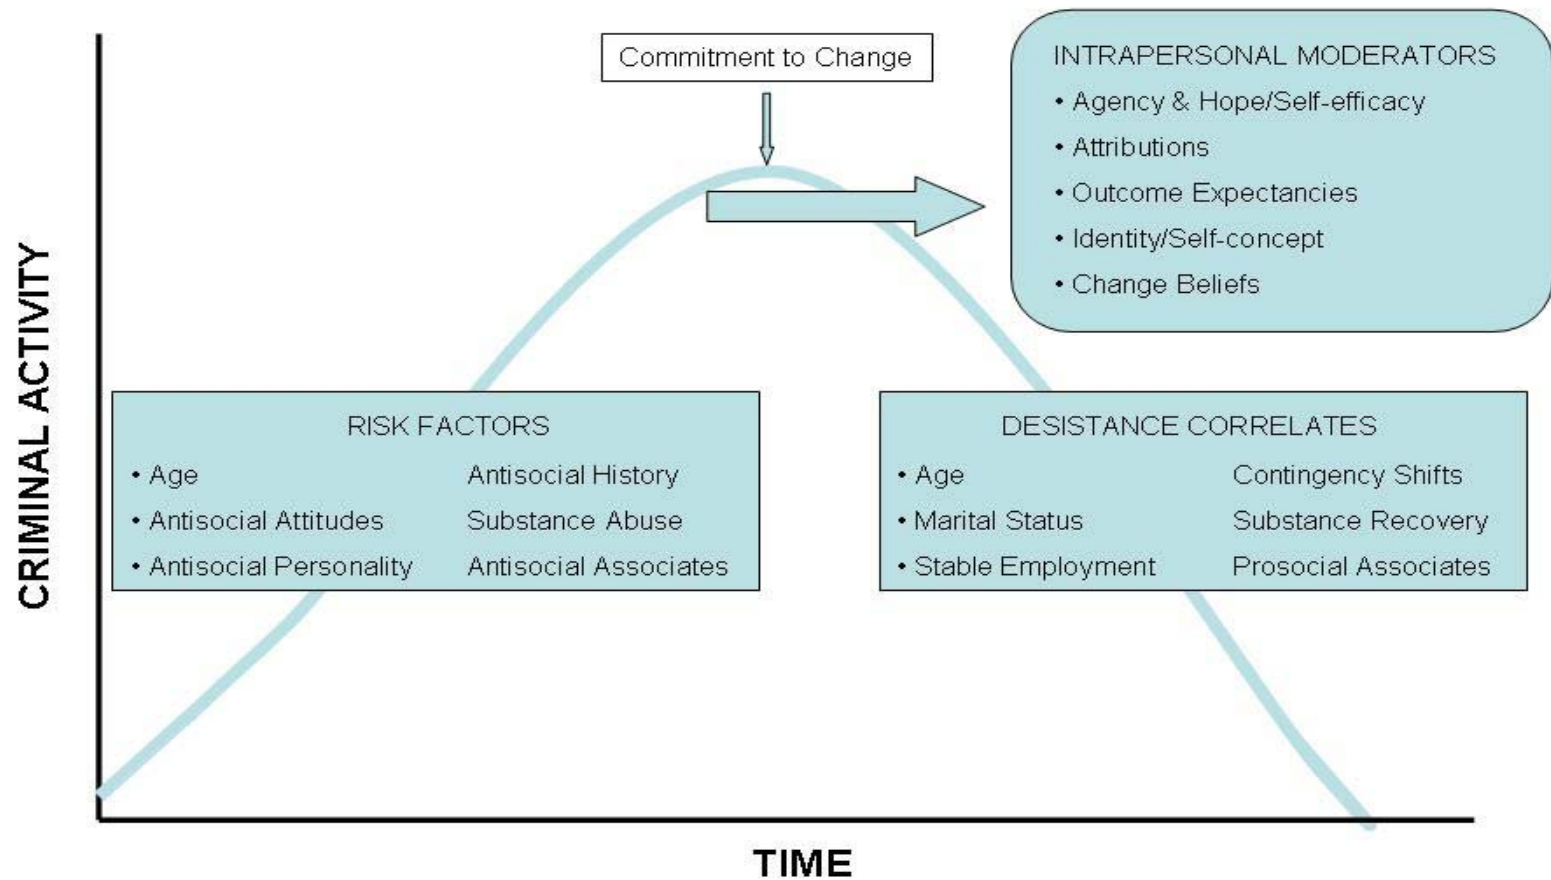 Commitment to Change
INTRAPERSONAL MODERATORS
• Agency & Hope/Self-efficacy
• Attributions
• Outcome Expectancies
• Identity/Self-concept
• Change Beliefs
CRIMINAL ACTIVITY
RISK FACTORS
• Age Antisocial History
• Antisocial Attitudes Substance Abuse
• Antisocial Personality Antisocial Associates
DESISTANCE CORRELATES
• Age Contingency Shifts
• Marital Status Substance Recovery
• Stable Employment Prosocial Associates
TIME